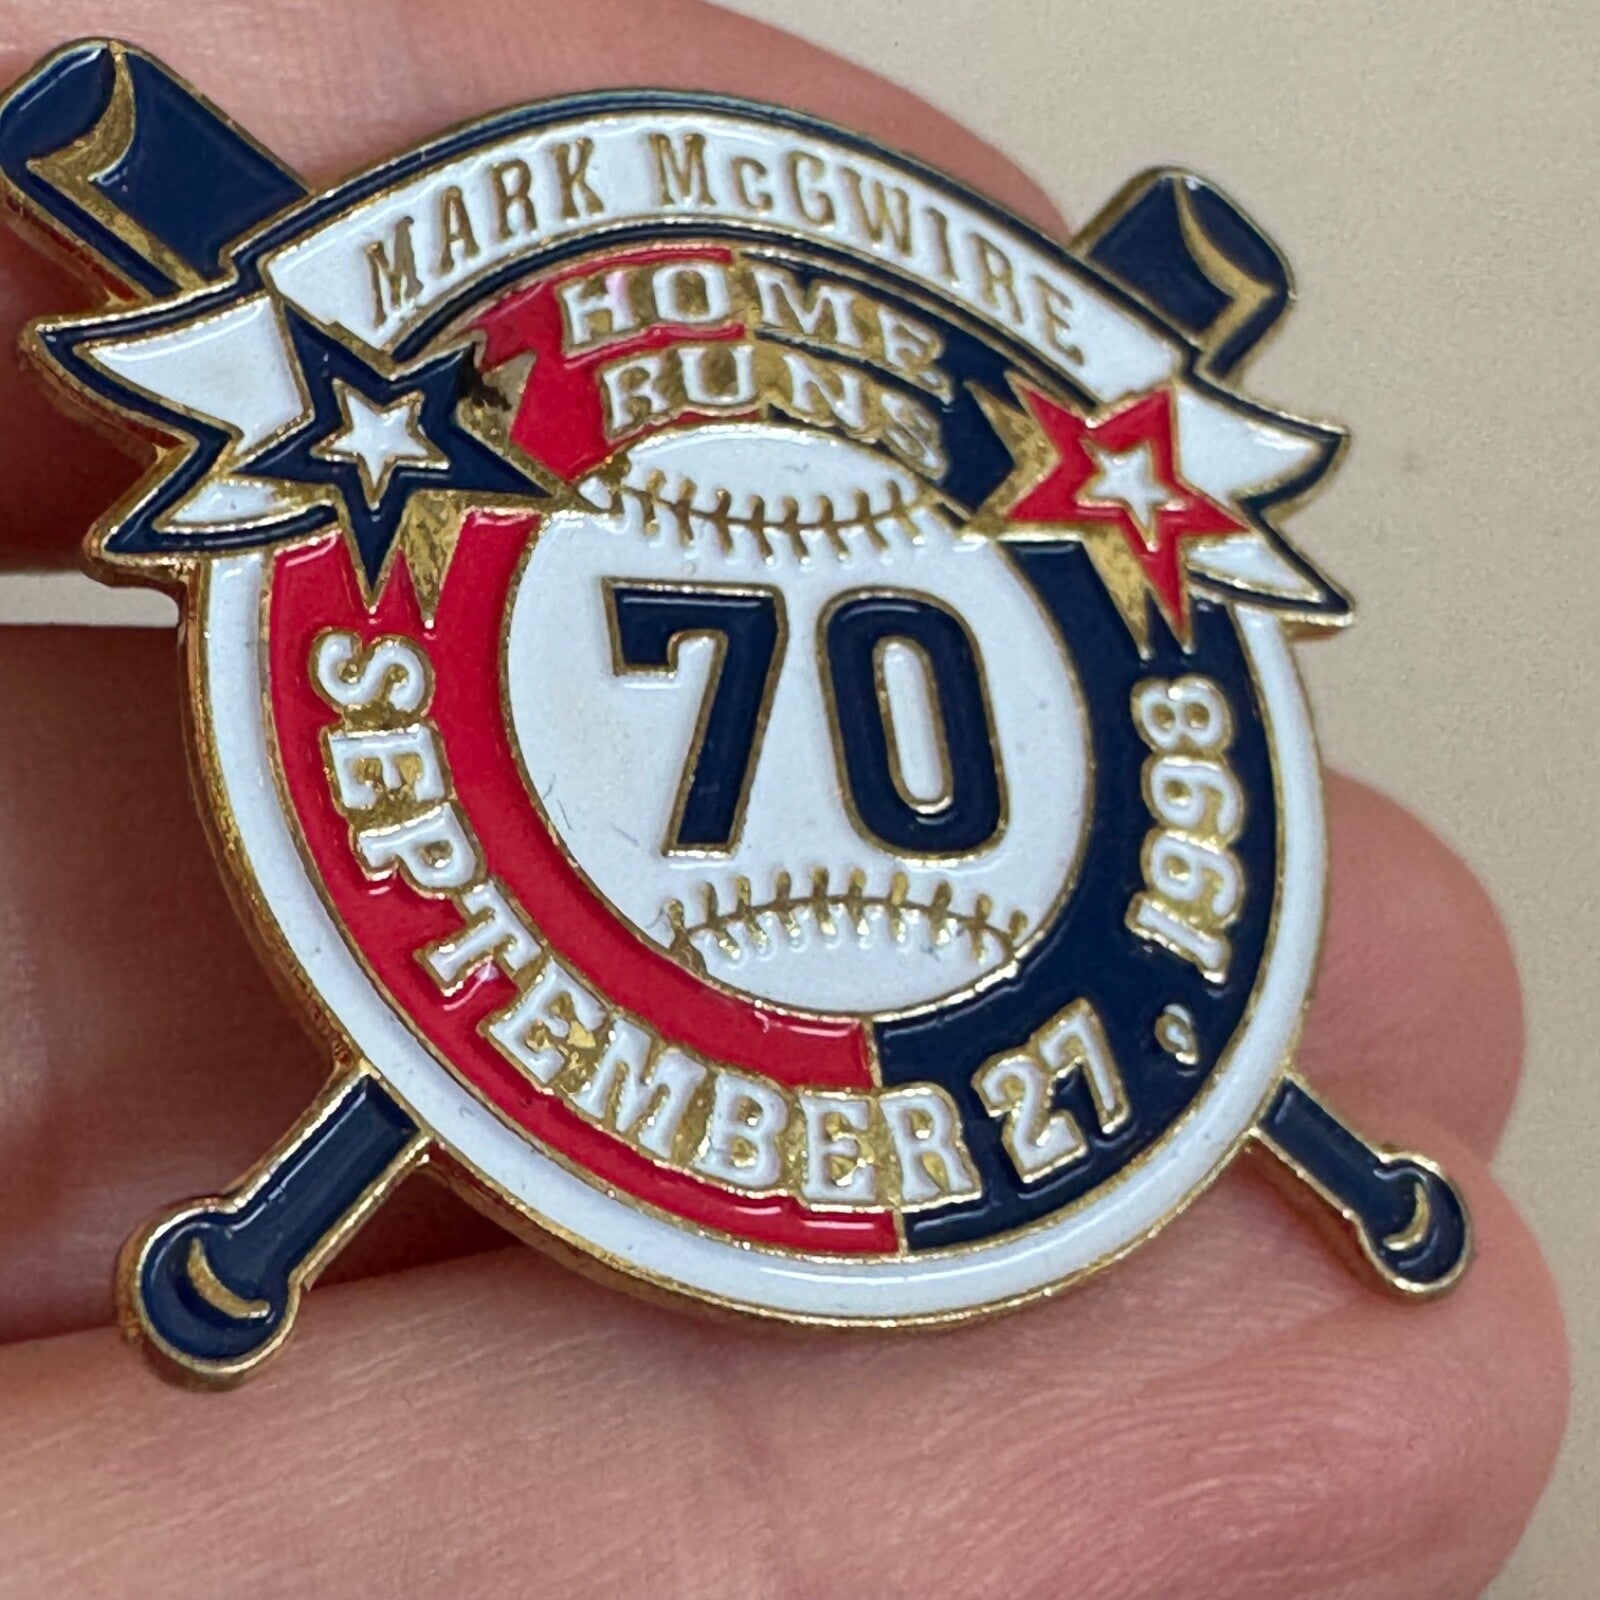 MARK McGWIRE
HOME
RUNS
70
SEPTEMBER 27, 1998